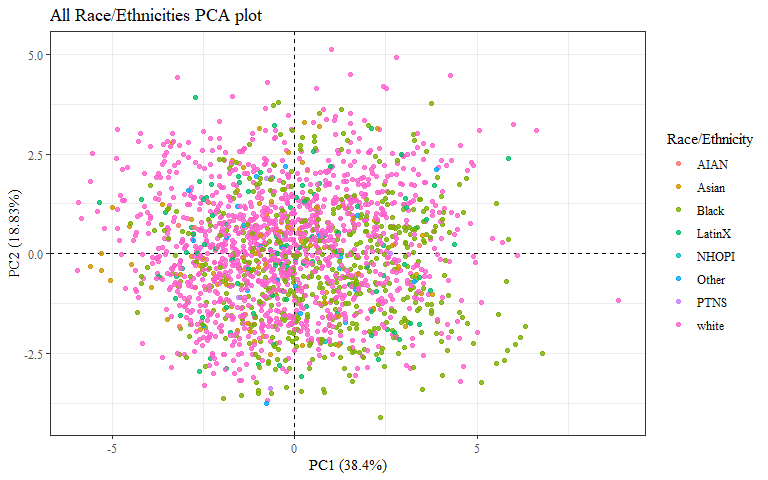 All Race/Ethnicities PCA plot
5.0
2.5
0.0
-2.5
PC2 (18.83%)
-5
0
5
PC1 (38.4%)
Race/Ethnicity
AIAN
Asian
Black
LatinX
NHOPI
Other
PTNS
white